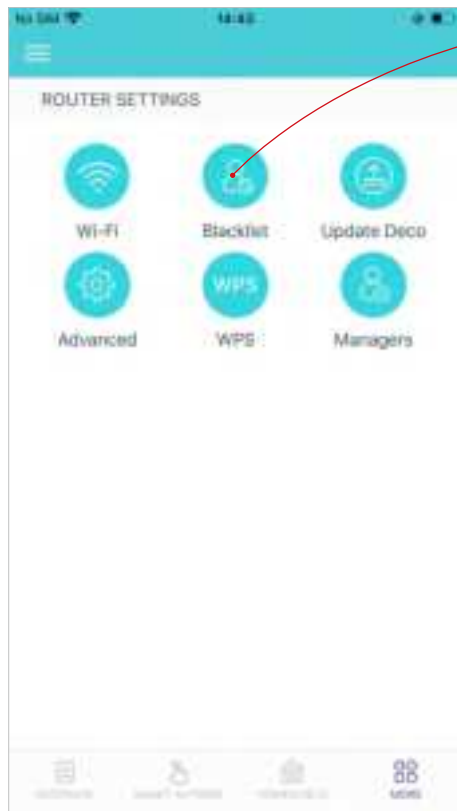 No SIM 14:43
ROUTER SETTINGS
Wi-Fi Blacklist Update Deco
WPS
Advanced WPS Managers
MORE